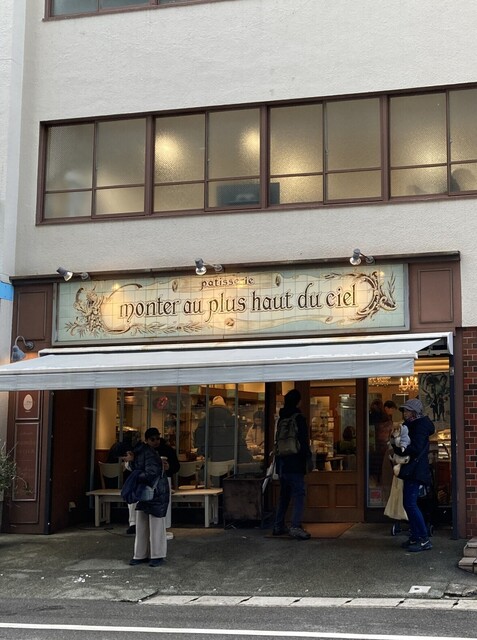 patisserie
monter au plus haut du ciel